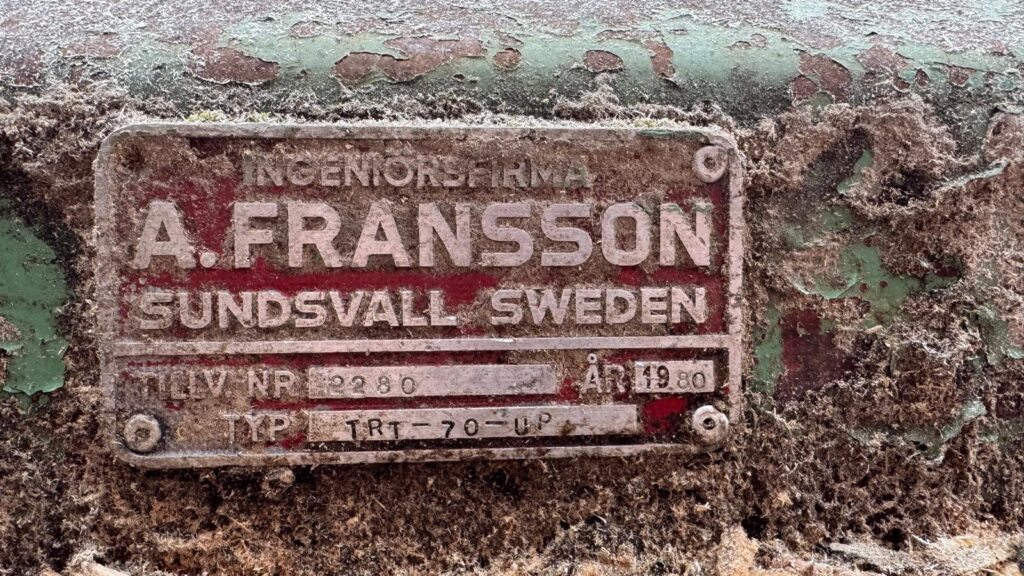 INGENIÖRSFIRMA
A. FRANSSON
SUNDSVALL SWEDEN
TILLV NR 2280 ÅR 1980
TYP TRT-70-UP